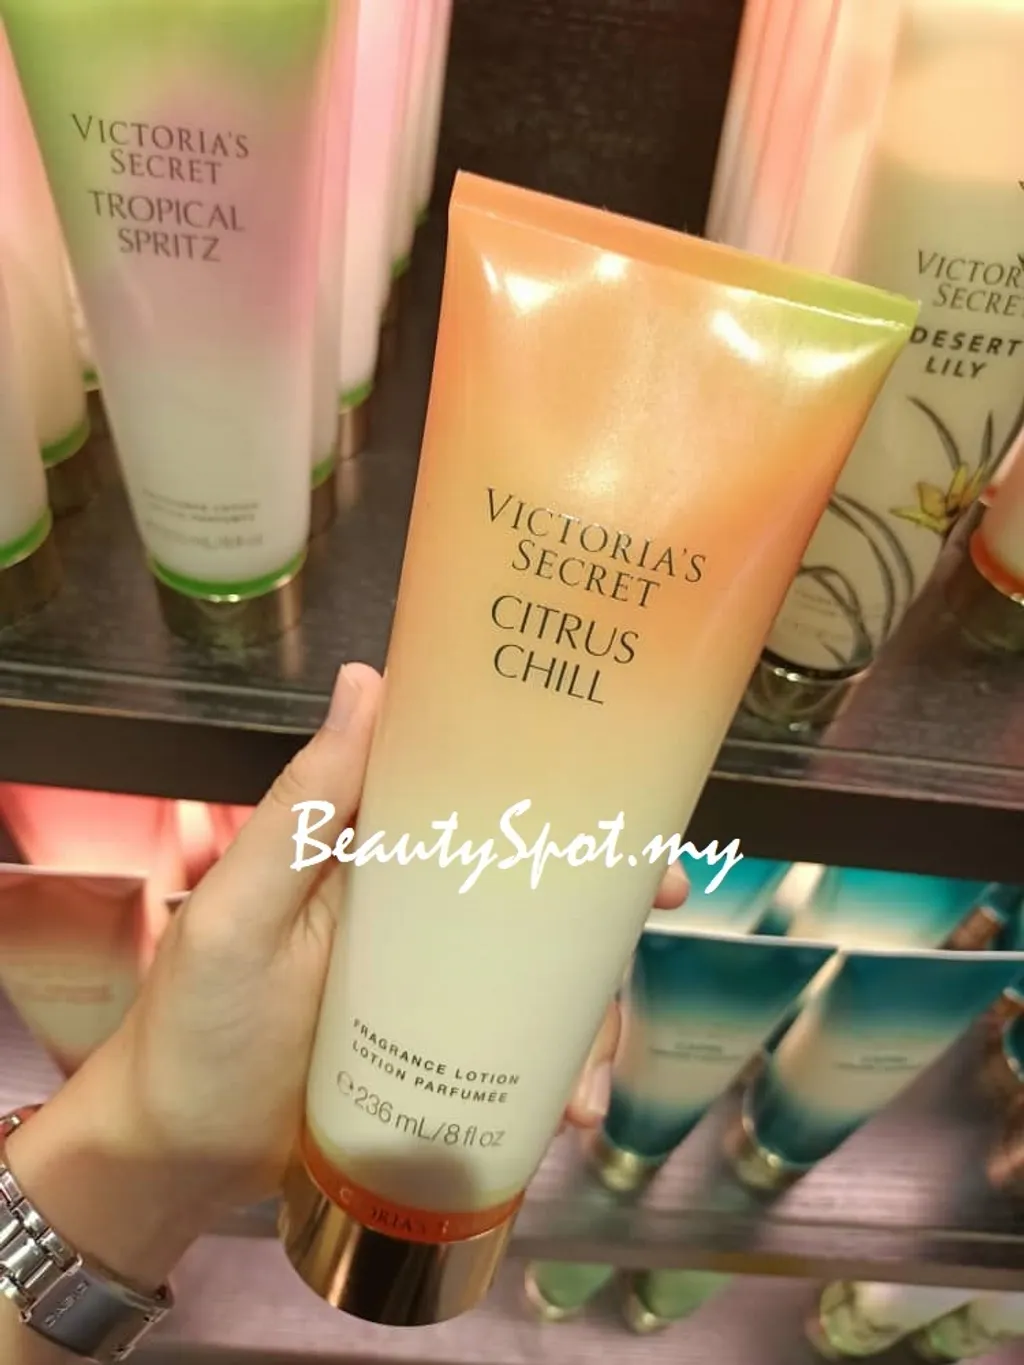 VICTORIA'S
SECRET
TROPICAL
SPRITZ
VICTORIA'S
SECRET
CITRUS
CHILL
FRAGRANCE LOTION
LOTION PARFUMÉE
℮ 236 mL/8 fl oz
DESERT
LILY
BeautySpot.my
CASIO